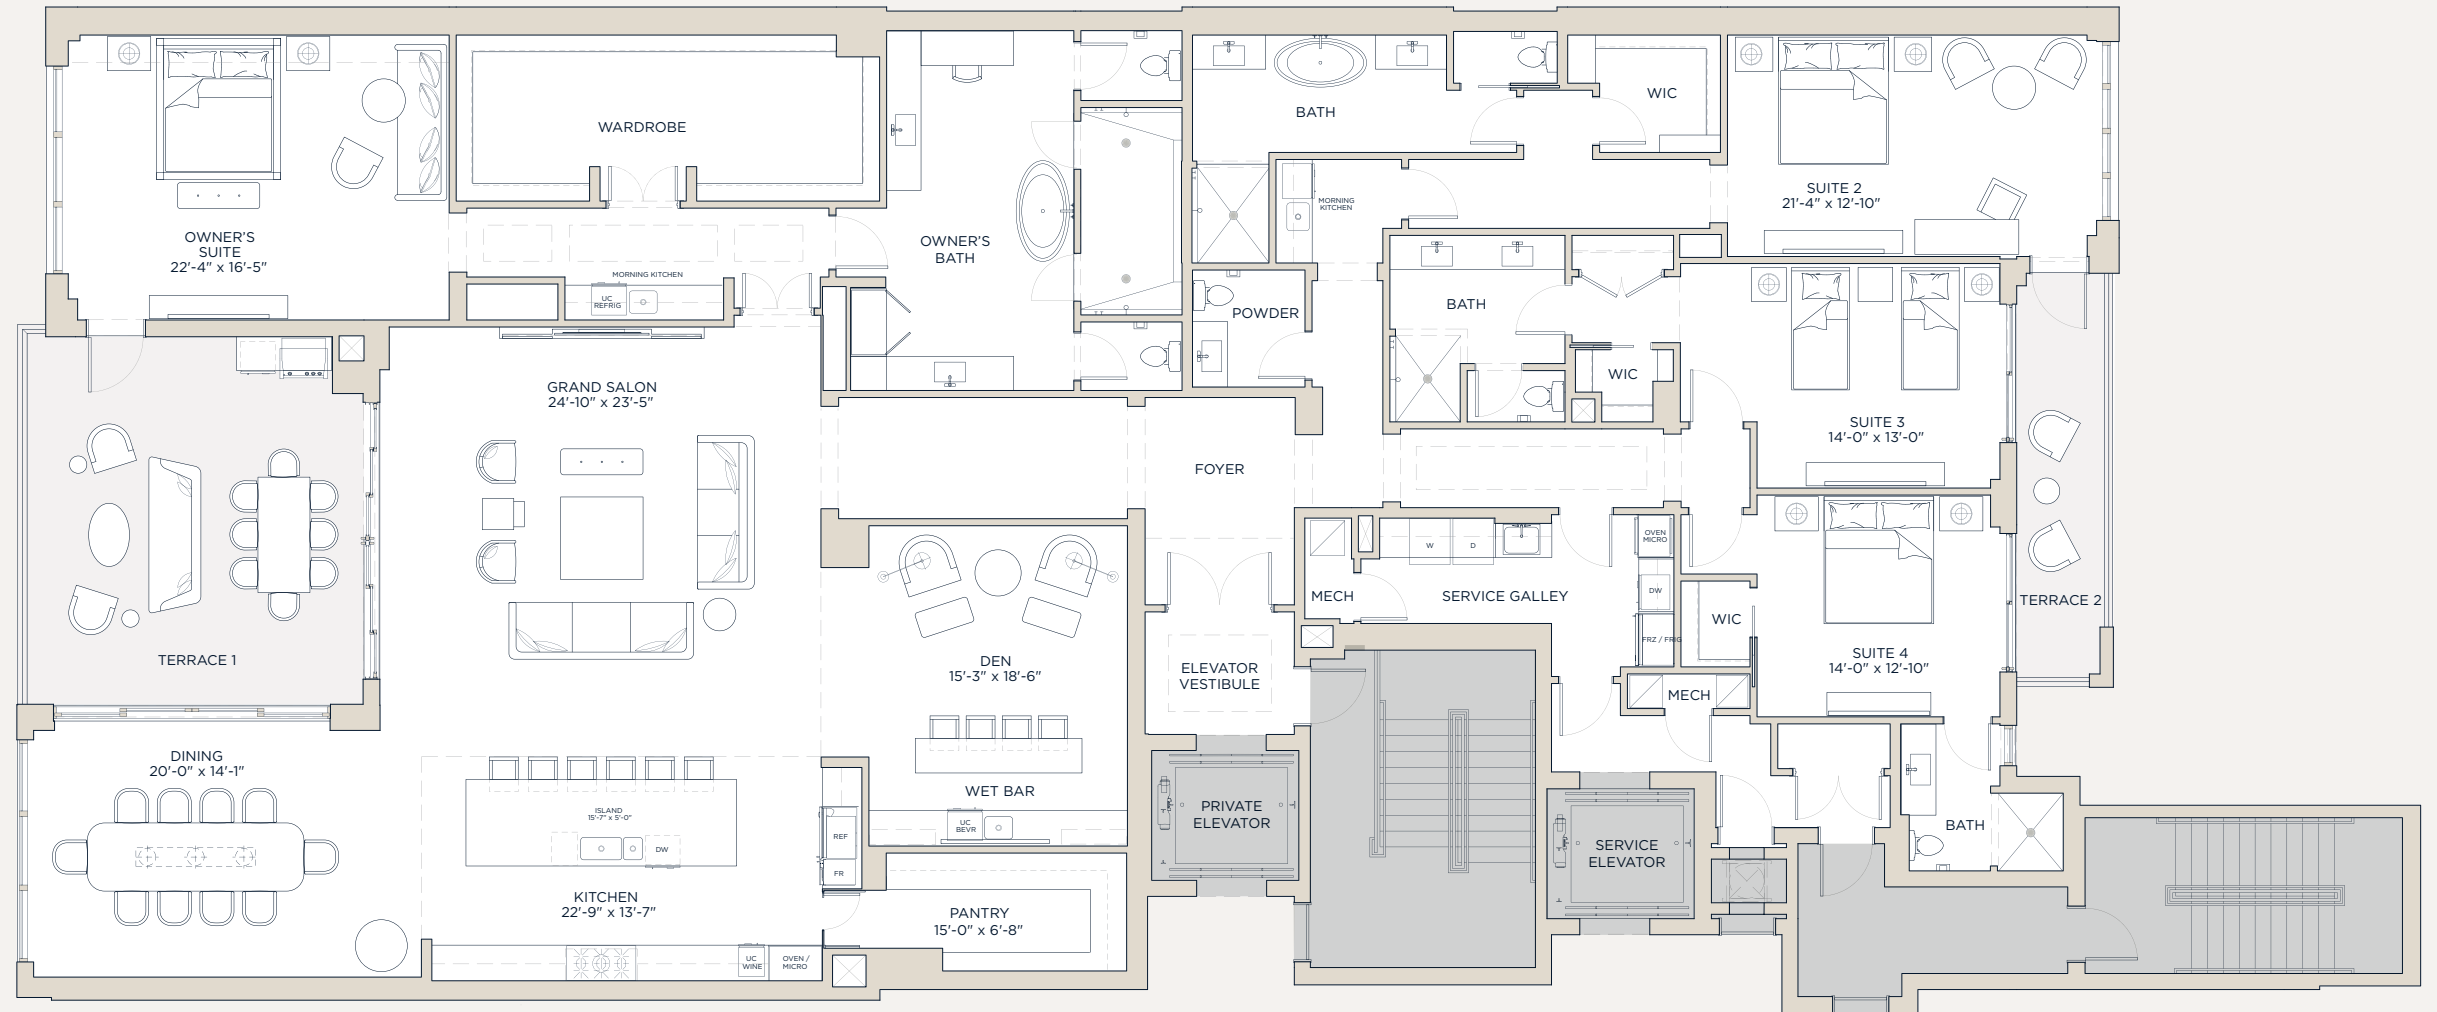 OWNER'S
SUITE
22'-4" x 16'-5"
WARDROBE
MORNING KITCHEN
UC
REFRIG
OWNER'S
BATH
BATH
WIC
MORNING
KITCHEN
SUITE 2
21'-4" x 12'-10"
POWDER
BATH
WIC
SUITE 3
14'-0" x 13'-0"
GRAND SALON
24'-10" x 23'-5"
FOYER
TERRACE 1
DEN
15'-3" x 18'-6"
WET BAR
UC
BEVR
ELEVATOR
VESTIBULE
MECH
W
D
SERVICE GALLEY
OVEN
MICRO
DW
FRZ / FRIG
WIC
MECH
SUITE 4
14'-0" x 12'-10"
TERRACE 2
DINING
20'-0" x 14'-1"
ISLAND
15'-7" x 5'-0"
DW
KITCHEN
22'-9" x 13'-7"
REF
FR
UC
WINE
OVEN /
MICRO
PANTRY
15'-0" x 6'-8"
PRIVATE
ELEVATOR
SERVICE
ELEVATOR
BATH